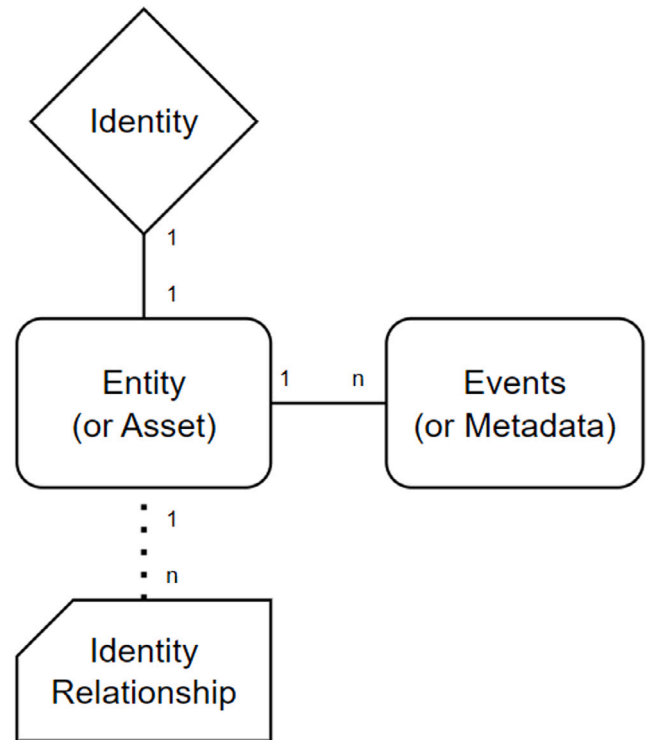 Identity
1
1
Entity
(or Asset)
1 n
Events
(or Metadata)
1
n
Identity
Relationship